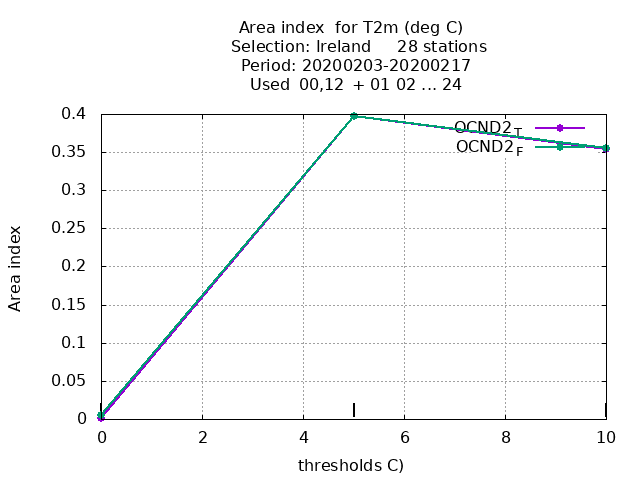 Area index  for T2m (deg C)
Selection: Ireland     28 stations
Period: 20200203-20200217
Used  00,12  + 01 02 ... 24
0.4
0.35
0.3
0.25
0.2
0.15
0.1
0.05
0
Area index
OCND2T
OCND2F
0 2 4 6 8 10
thresholds C)